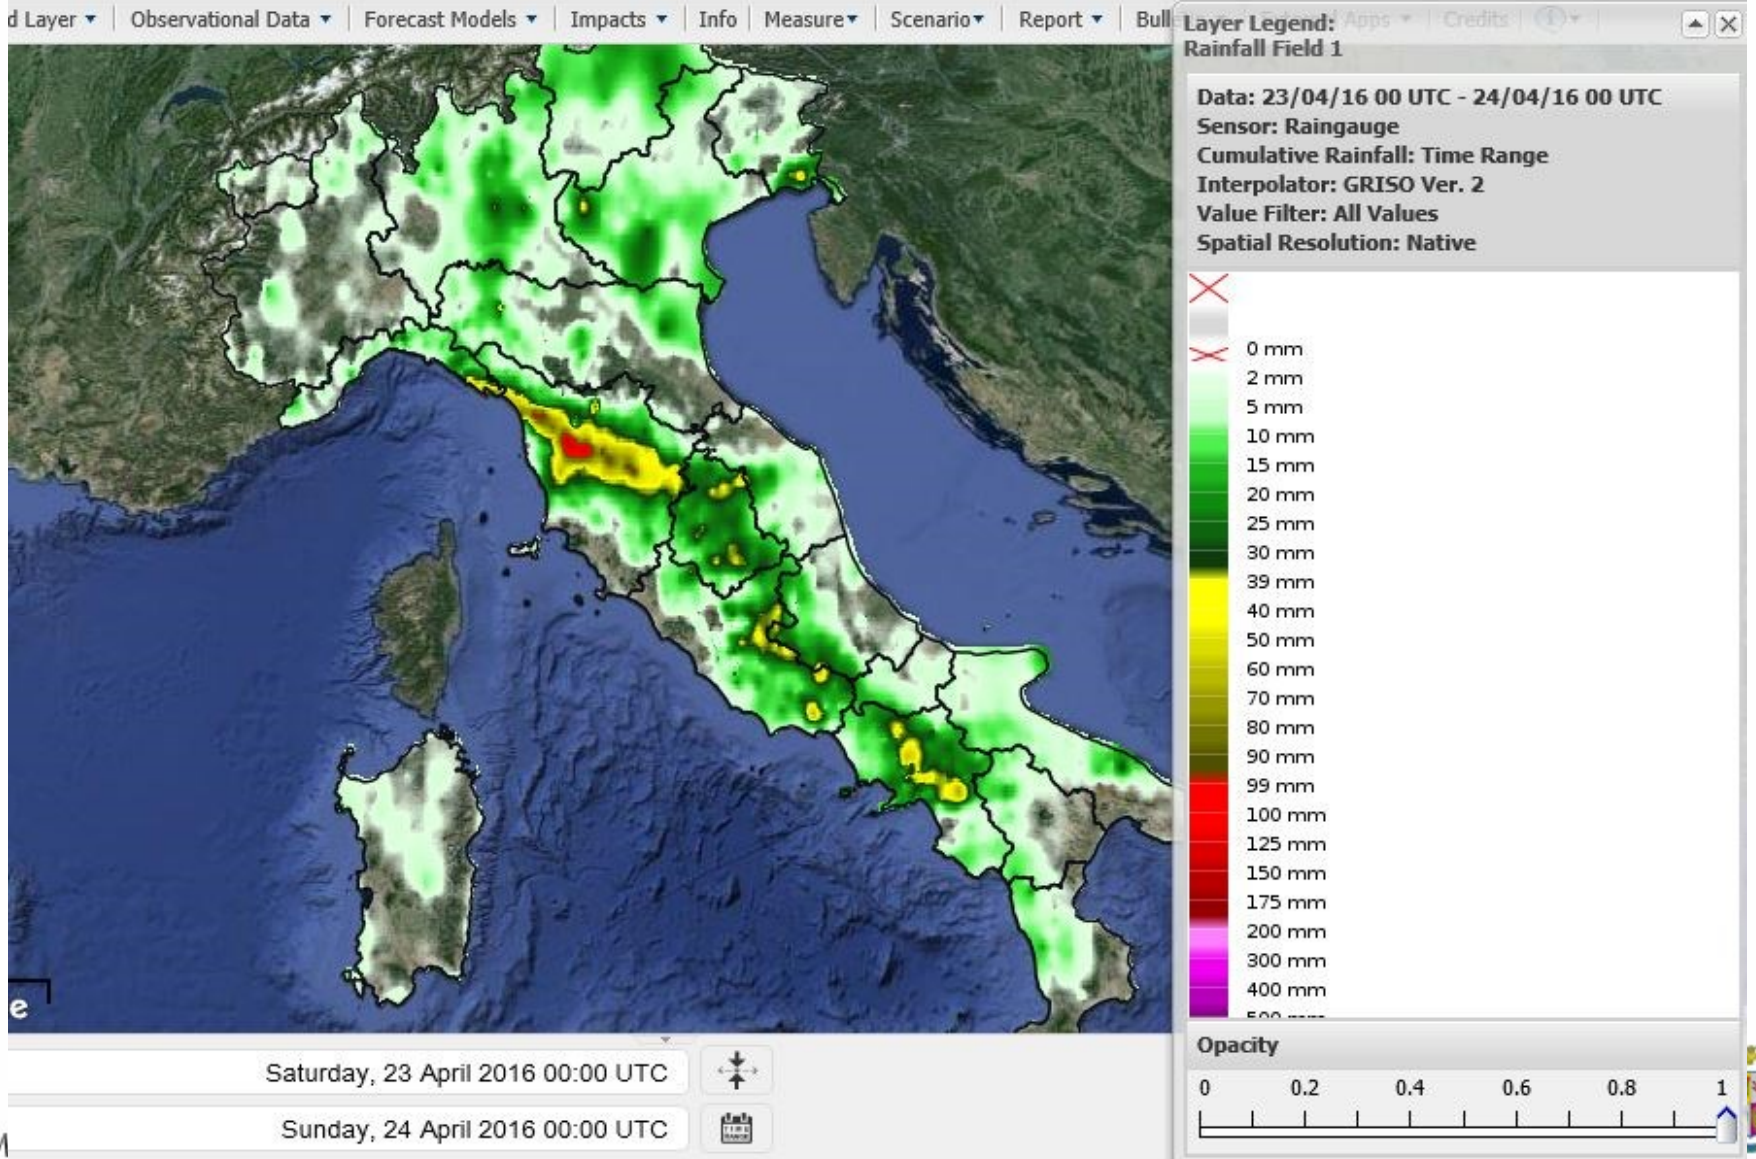 d Layer Observational Data Forecast Models Impacts Info Measure Scenario Report Apps Credits
Layer Legend:
Rainfall Field 1
Data: 23/04/16 00 UTC - 24/04/16 00 UTC
Sensor: Raingauge
Cumulative Rainfall: Time Range
Interpolator: GRISO Ver. 2
Value Filter: All Values
Spatial Resolution: Native
0 mm
2 mm
5 mm
10 mm
15 mm
20 mm
25 mm
30 mm
39 mm
40 mm
50 mm
60 mm
70 mm
80 mm
90 mm
99 mm
100 mm
125 mm
150 mm
175 mm
200 mm
300 mm
400 mm
500 mm
e
Opacity
0 0.2 0.4 0.6 0.8 1
Saturday, 23 April 2016 00:00 UTC
Sunday, 24 April 2016 00:00 UTC
TIME
RANGE